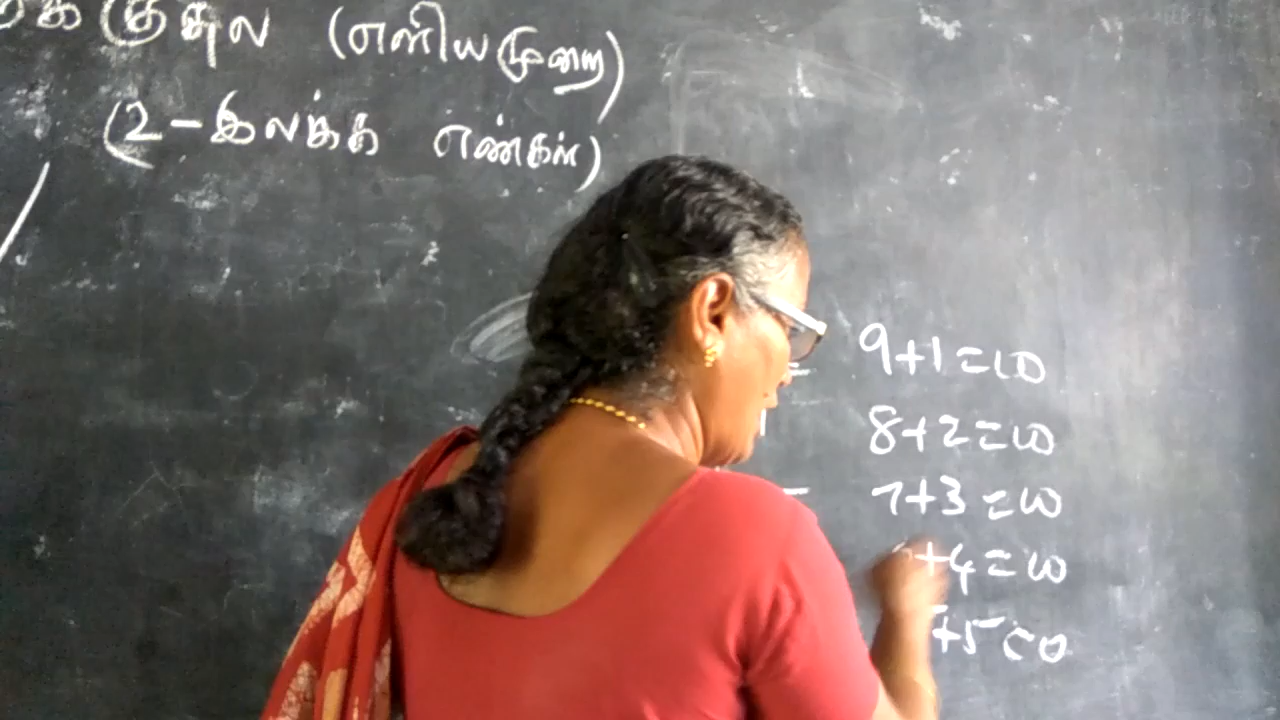 (எளியமுறை)
(2-இலக்க எண்கள்)
9+1=10
8+2=10
7+3=10
+4=10
+5=10